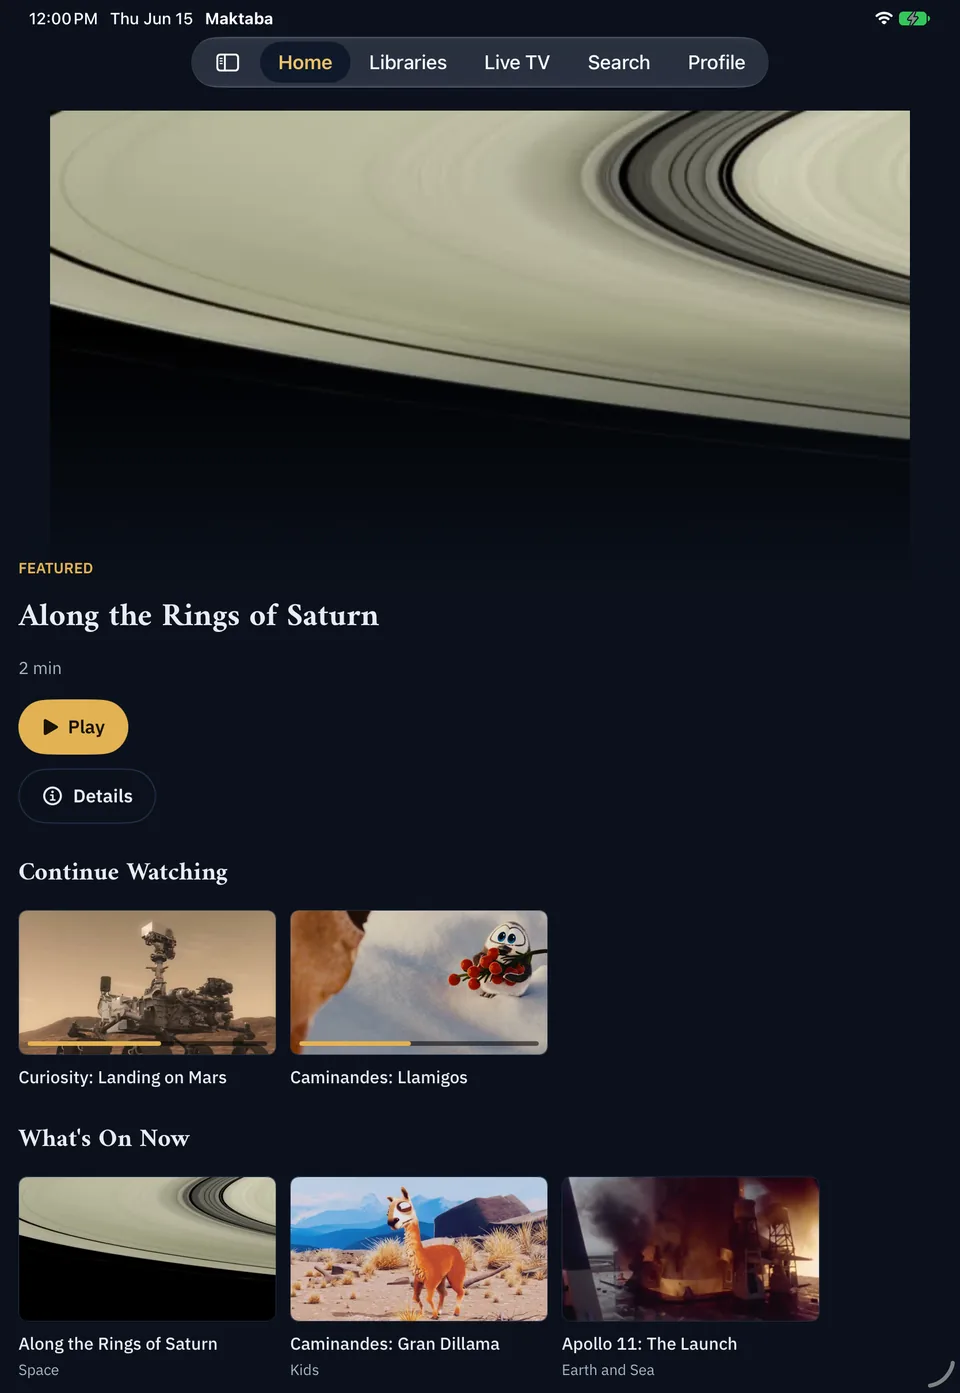 12:00 PM Thu Jun 15 Maktaba
Home Libraries Live TV Search Profile
FEATURED
Along the Rings of Saturn
2 min
Play
Details
Continue Watching
Curiosity: Landing on Mars
Caminandes: Llamigos
What's On Now
Along the Rings of Saturn
Space
Caminandes: Gran Dillama
Kids
Apollo 11: The Launch
Earth and Sea